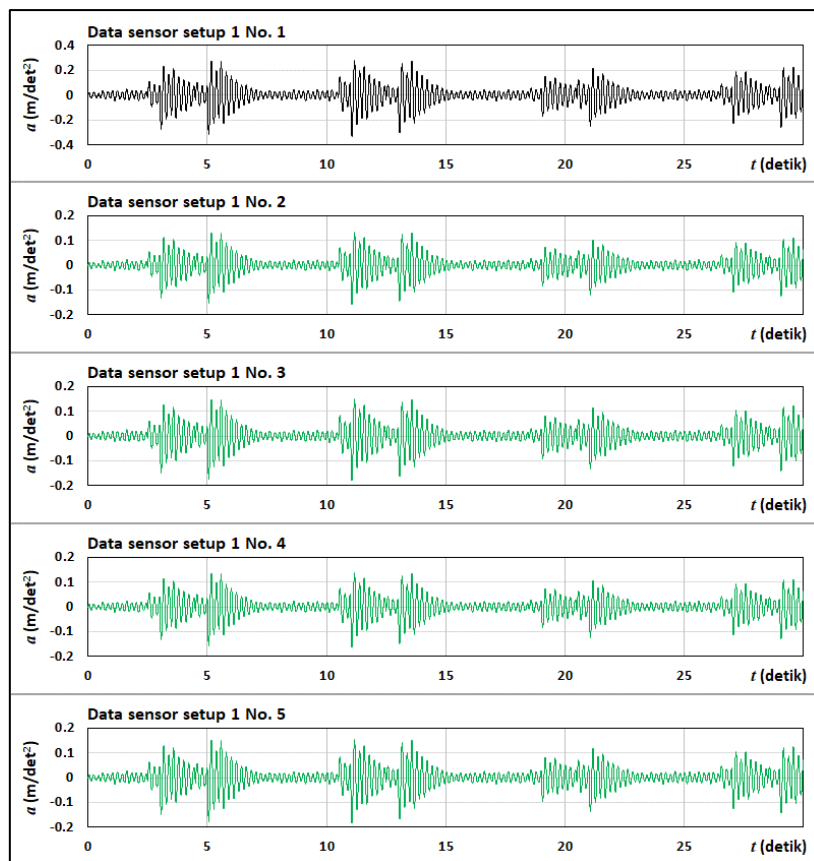 Data sensor setup 1 No. 1
0.4
0.2
0
-0.2
-0.4
a (m/det²)
0 5 10 15 20 25 t (detik)
Data sensor setup 1 No. 2
0.2
0.1
0
-0.1
-0.2
a (m/det²)
0 5 10 15 20 25 t (detik)
Data sensor setup 1 No. 3
0.2
0.1
0
-0.1
-0.2
a (m/det²)
0 5 10 15 20 25 t (detik)
Data sensor setup 1 No. 4
0.2
0.1
0
-0.1
-0.2
a (m/det²)
0 5 10 15 20 25 t (detik)
Data sensor setup 1 No. 5
0.2
0.1
0
-0.1
-0.2
a (m/det²)
0 5 10 15 20 25 t (detik)